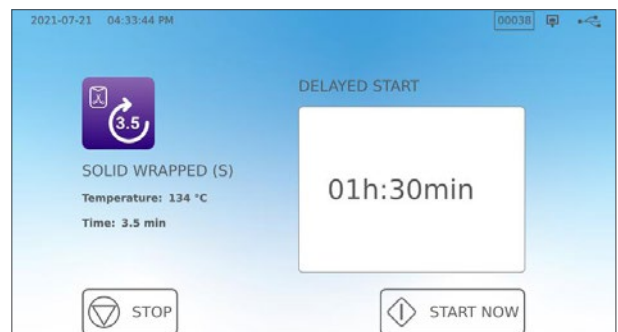 2021-07-21 04:33:44 PM 00038
DELAYED START
3.5
SOLID WRAPPED (S)
Temperature: 134 °C
Time: 3.5 min
01h:30min
STOP
START NOW